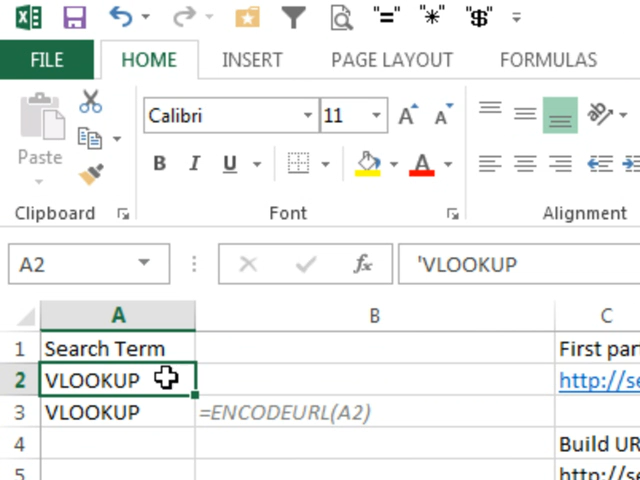 "=" "*" "$"
FILE HOME INSERT PAGE LAYOUT FORMULAS
Calibri 11 A A
Paste B I U A
Clipboard Font Alignment
A2 fx 'VLOOKUP
A B C
1 Search Term First par
2 VLOOKUP http://se
3 VLOOKUP =ENCODEURL(A2)
4 Build UR
5 http://se